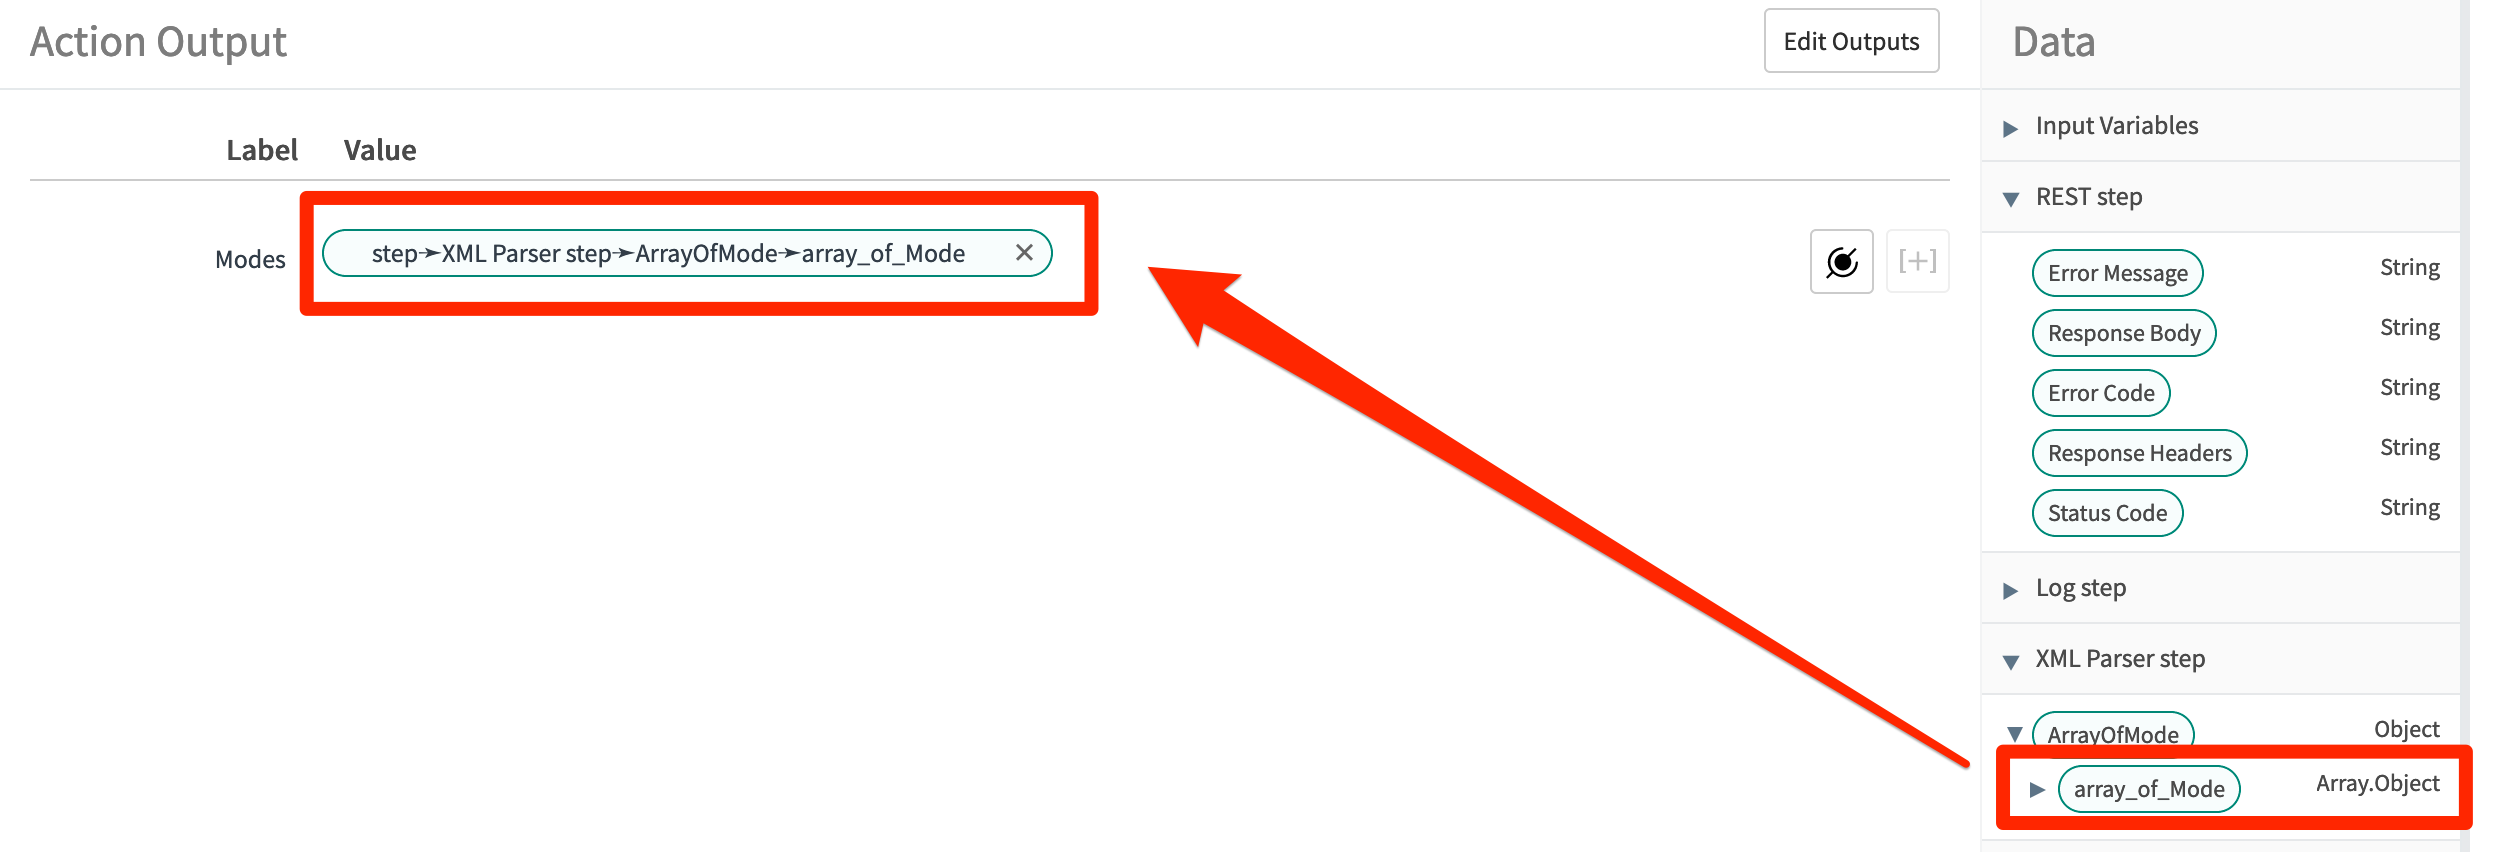 Action Output
Edit Outputs
Label Value
Modes step➛XML Parser step➛ArrayOfMode➛array_of_Mode ✕
[+]
Data
Input Variables
REST step
Error Message String
Response Body String
Error Code String
Response Headers String
Status Code String
Log step
XML Parser step
ArrayOfMode Object
array_of_Mode Array.Object